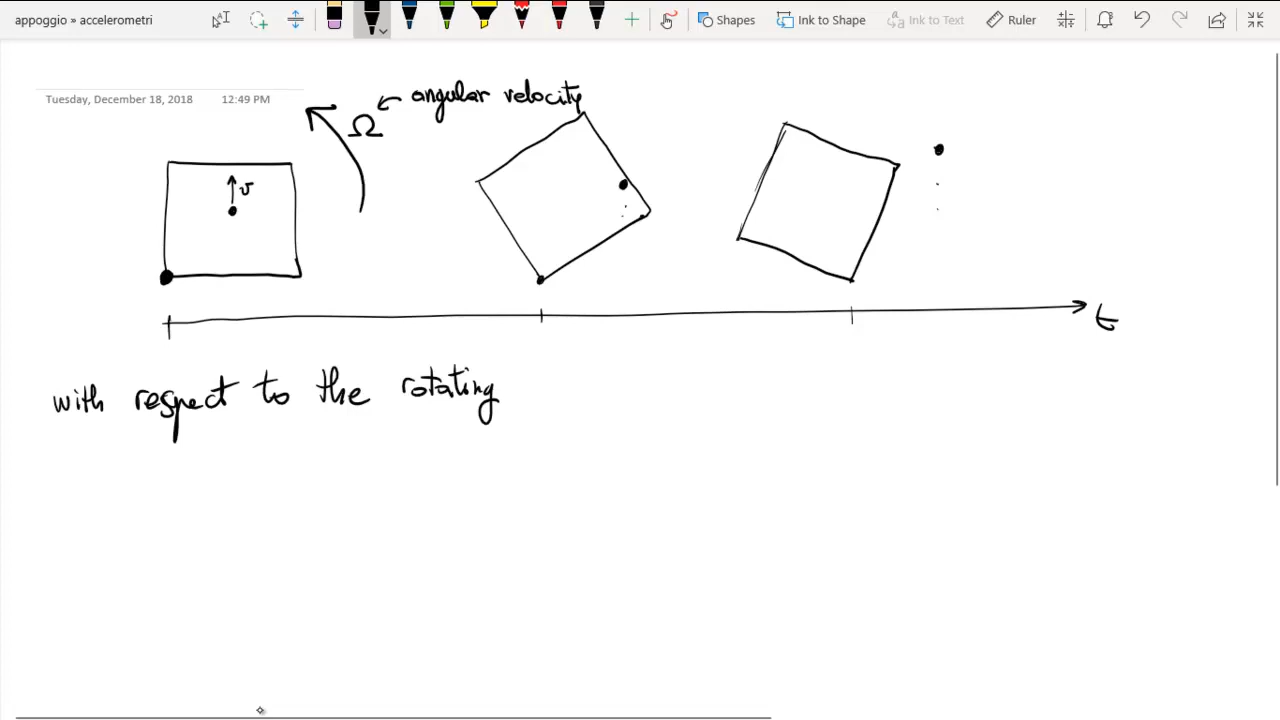 appoggio » accelerometri
Shapes
Ink to Shape
Ink to Text
Ruler
Tuesday, December 18, 2018 12:49 PM
Ω ← angular velocity
v
t
with respect to the rotating